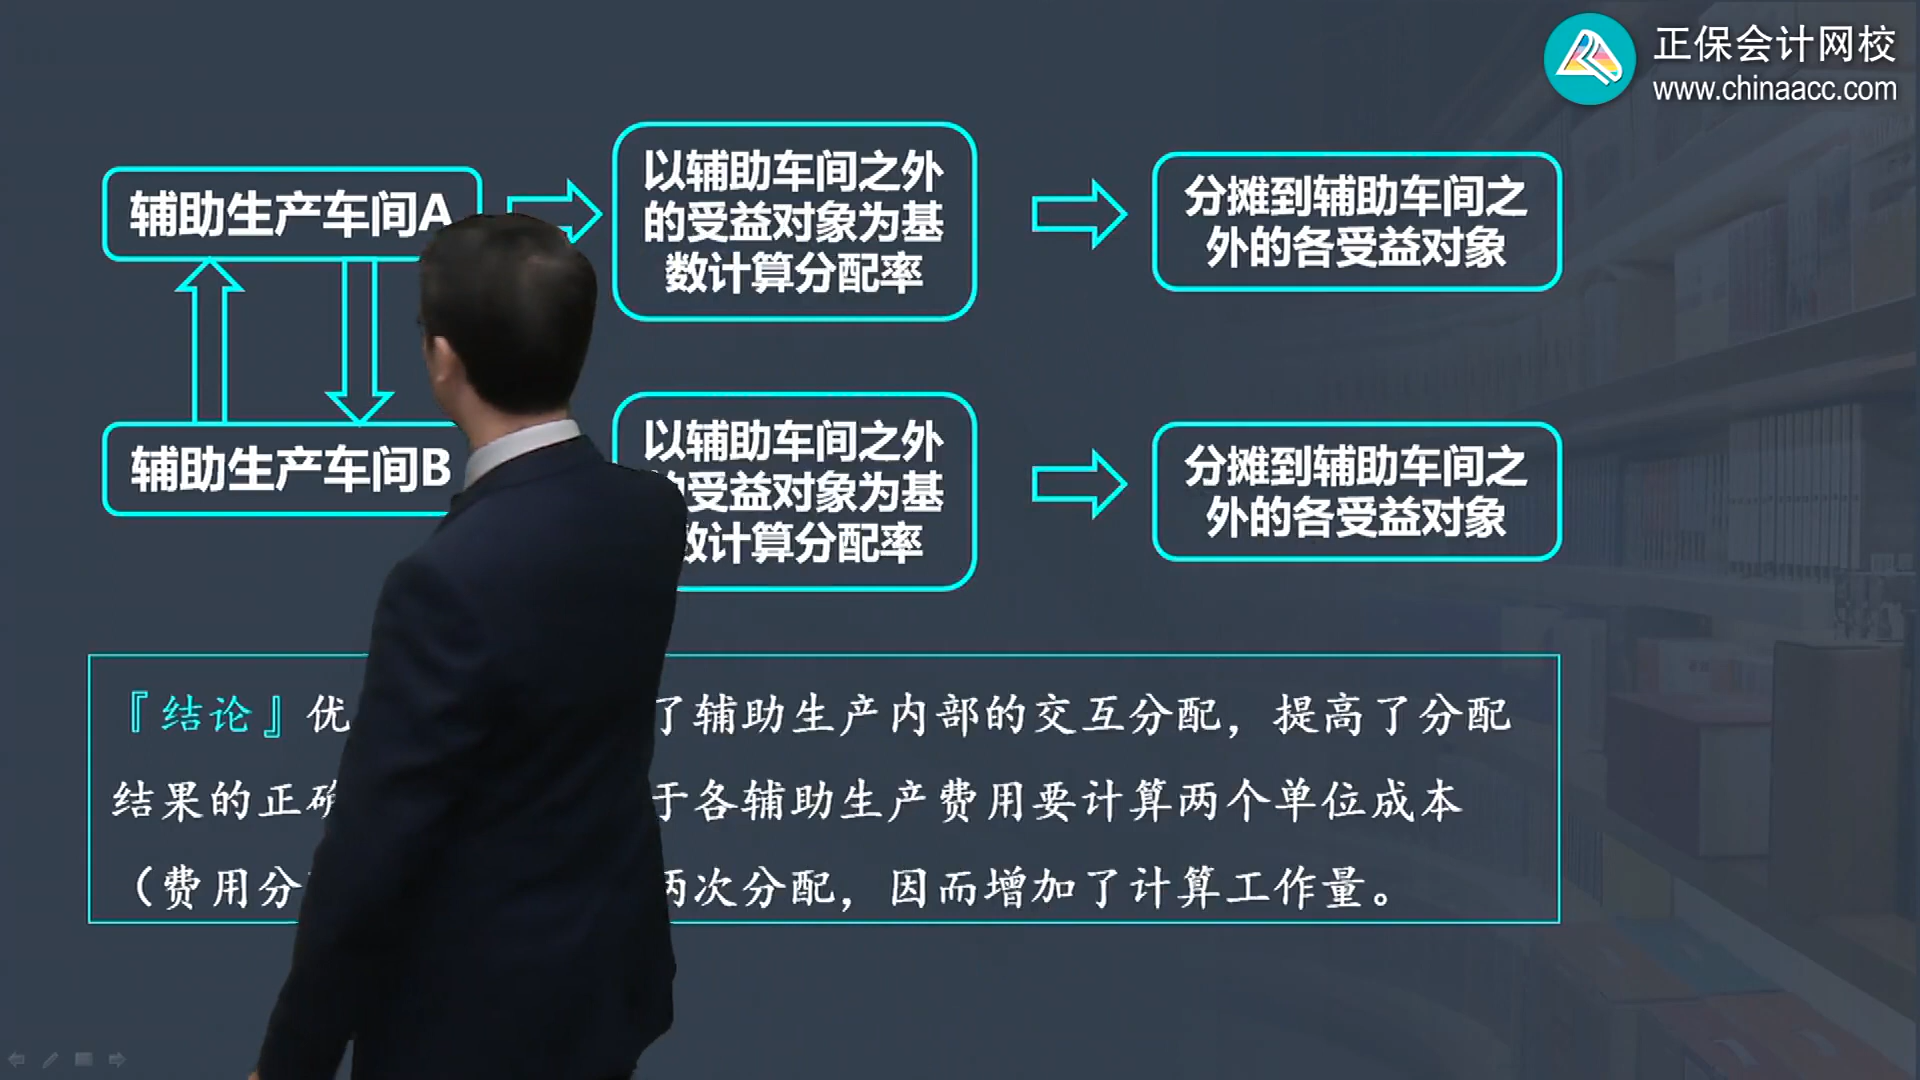 正保会计网校
www.chinaacc.com
辅助生产车间A
以辅助车间之外
的受益对象为基
数计算分配率
分摊到辅助车间之
外的各受益对象
辅助生产车间B
以辅助车间之外
受益对象为基
数计算分配率
分摊到辅助车间之
外的各受益对象
『结论』优 了辅助生产内部的交互分配，提高了分配
结果的正确 于各辅助生产费用要计算两个单位成本
（费用分 两次分配，因而增加了计算工作量。